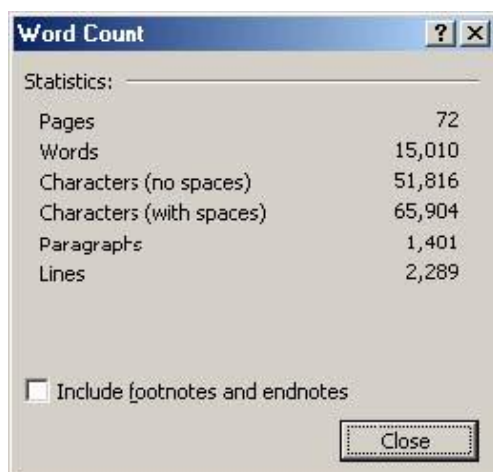 Word Count
Statistics:
Pages 72
Words 15,010
Characters (no spaces) 51,816
Characters (with spaces) 65,904
Paragraphs 1,401
Lines 2,289
Include footnotes and endnotes
Close